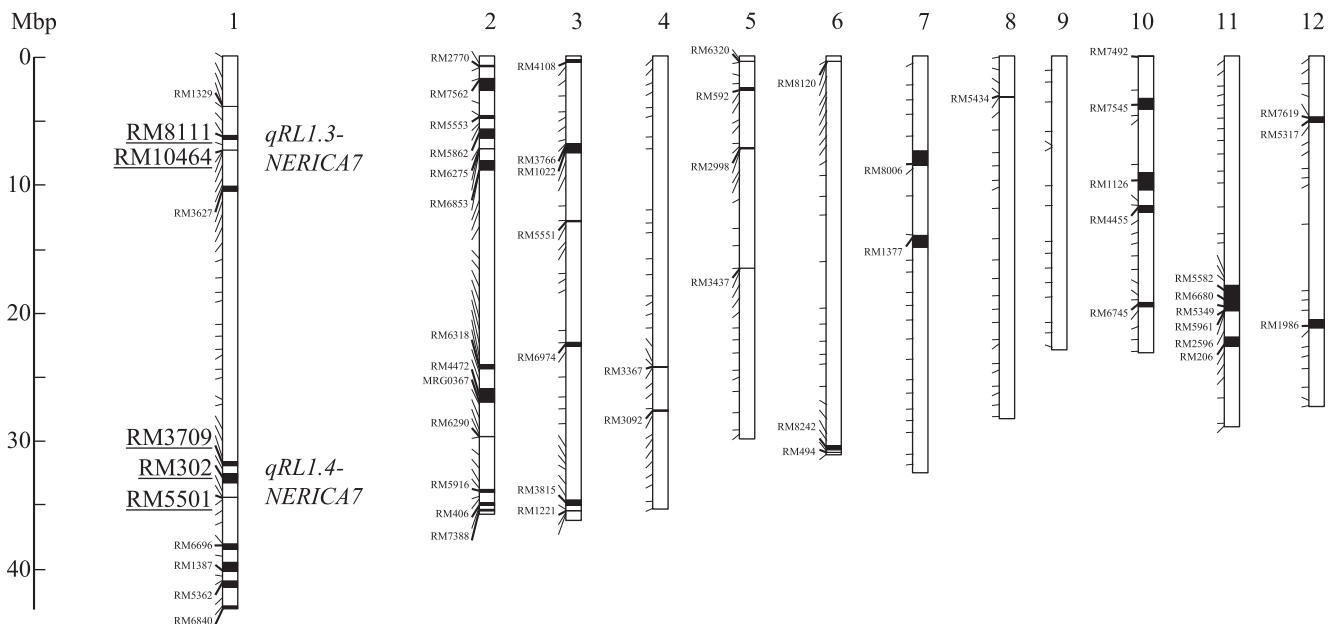 Mbp 1 2 3 4 5 6 7 8 9 10 11 12
0
10
20
30
40
RM1329
RM8111
RM10464
RM3627
qRL1.3-
NERICA7
RM3709
RM302
RM5501
qRL1.4-
NERICA7
RM6696
RM1387
RM5362
RM6840
RM2770
RM7562
RM5553
RM5862
RM6275
RM6853
RM6318
RM4472
MRG0367
RM6290
RM5916
RM406
RM7388
RM4108
RM3766
RM1022
RM5551
RM6974
RM3815
RM1221
RM3367
RM3092
RM6320
RM592
RM2998
RM3437
RM8120
RM8242
RM494
RM8006
RM1377
RM5434
RM7492
RM7545
RM1126
RM4455
RM6745
RM5582
RM6680
RM5349
RM5961
RM2596
RM206
RM7619
RM5317
RM1986